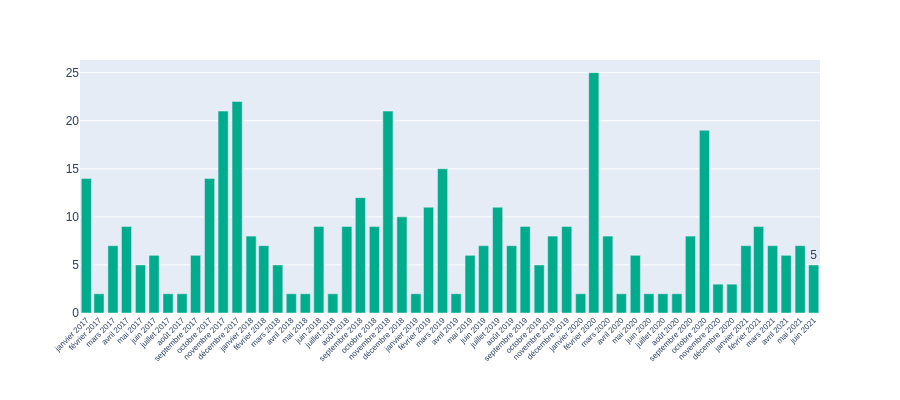 25
20
15
10
5
0
5
janvier 2017
février 2017
mars 2017
avril 2017
mai 2017
juin 2017
juillet 2017
août 2017
septembre 2017
octobre 2017
novembre 2017
décembre 2017
janvier 2018
février 2018
mars 2018
avril 2018
mai 2018
juin 2018
juillet 2018
août 2018
septembre 2018
octobre 2018
novembre 2018
décembre 2018
janvier 2019
février 2019
mars 2019
avril 2019
mai 2019
juin 2019
juillet 2019
août 2019
septembre 2019
octobre 2019
novembre 2019
décembre 2019
janvier 2020
février 2020
mars 2020
avril 2020
mai 2020
juin 2020
juillet 2020
août 2020
septembre 2020
octobre 2020
novembre 2020
décembre 2020
janvier 2021
février 2021
mars 2021
avril 2021
mai 2021
juin 2021